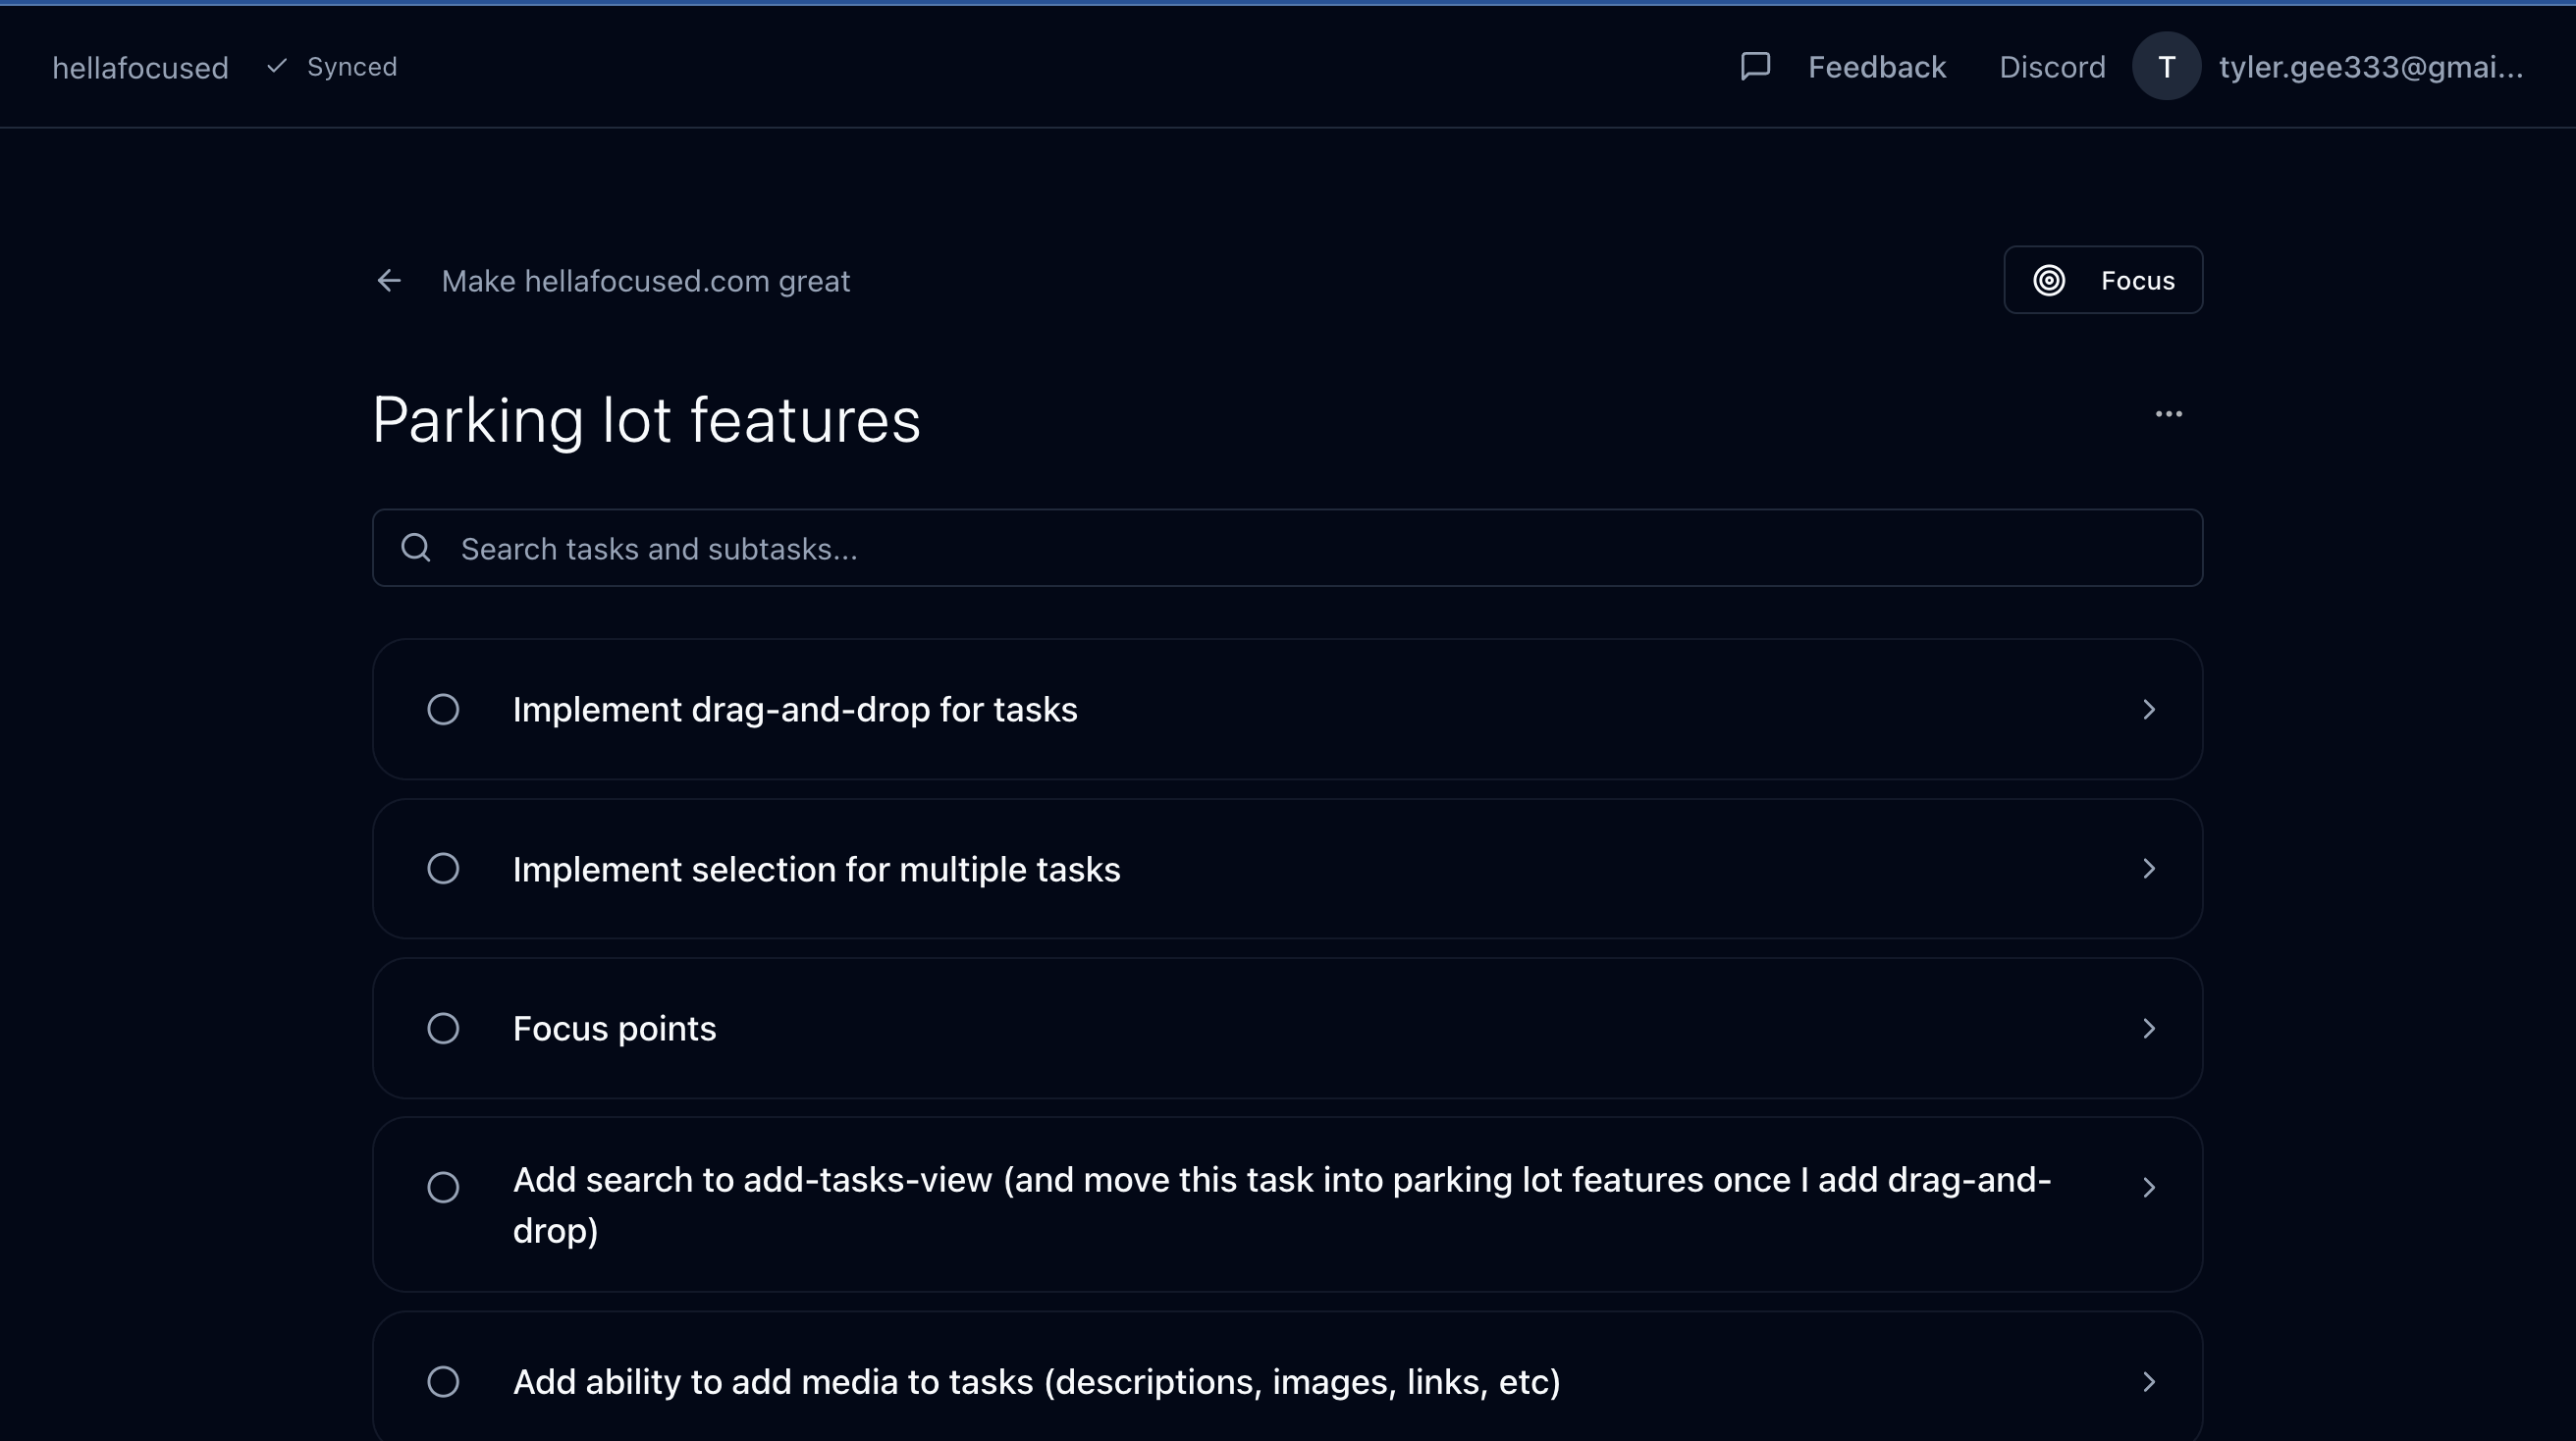 hellafocused
Synced
Feedback
Discord
T
tyler.gee333@gmai...
Make hellafocused.com great
Focus
Parking lot features
Search tasks and subtasks...
Implement drag-and-drop for tasks
Implement selection for multiple tasks
Focus points
Add search to add-tasks-view (and move this task into parking lot features once I add drag-and-
drop)
Add ability to add media to tasks (descriptions, images, links, etc)